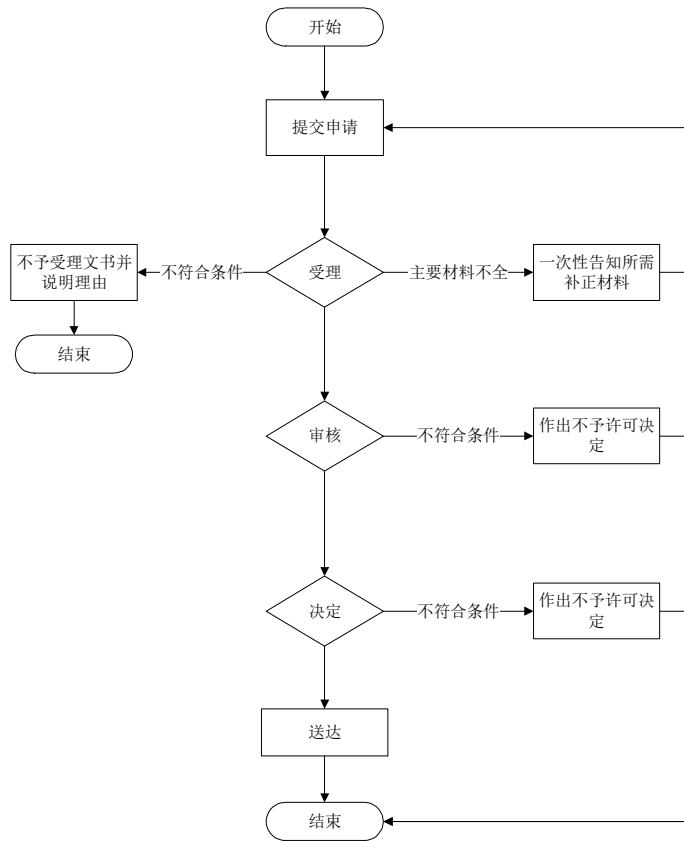 开始
提交申请
不予受理文书并
说明理由
不符合条件
受理
主要材料不全
一次性告知所需
补正材料
结束
审核
不符合条件
作出不予许可决
定
决定
不符合条件
作出不予许可决
定
送达
结束